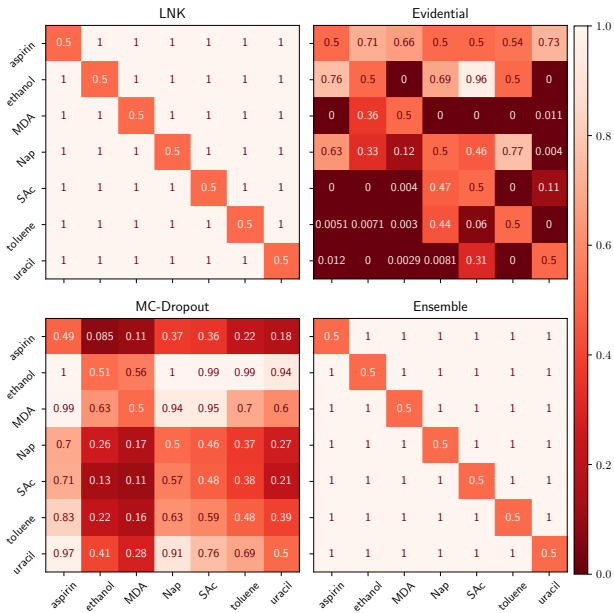 LNK
Evidential
aspirin 0.5 1 1 1 1 1 1
ethanol 1 0.5 1 1 1 1 1
MDA 1 1 0.5 1 1 1 1
Nap 1 1 1 0.5 1 1 1
SAc 1 1 1 1 0.5 1 1
toluene 1 1 1 1 1 0.5 1
uracil 1 1 1 1 1 1 0.5
0.5 0.71 0.66 0.5 0.5 0.54 0.73
0.76 0.5 0 0.69 0.96 0.5 0
0 0.36 0.5 0 0 0 0.011
0.63 0.33 0.12 0.5 0.46 0.77 0.004
0 0 0.004 0.47 0.5 0 0.11
0.0051 0.0071 0.003 0.44 0.06 0.5 0
0.012 0 0.0029 0.0081 0.31 0 0.5
MC-Dropout
Ensemble
aspirin 0.49 0.085 0.11 0.37 0.36 0.22 0.18
ethanol 1 0.51 0.56 1 0.99 0.99 0.94
MDA 0.99 0.63 0.5 0.94 0.95 0.7 0.6
Nap 0.7 0.26 0.17 0.5 0.46 0.37 0.27
SAc 0.71 0.13 0.11 0.57 0.48 0.38 0.21
toluene 0.83 0.22 0.16 0.63 0.59 0.48 0.39
uracil 0.97 0.41 0.28 0.91 0.76 0.69 0.5
aspirin ethanol MDA Nap SAc toluene uracil
0.5 1 1 1 1 1 1
1 0.5 1 1 1 1 1
1 1 0.5 1 1 1 1
1 1 1 0.5 1 1 1
1 1 1 1 0.5 1 1
1 1 1 1 1 0.5 1
1 1 1 1 1 1 0.5
aspirin ethanol MDA Nap SAc toluene uracil
1.0
0.8
0.6
0.4
0.2
0.0